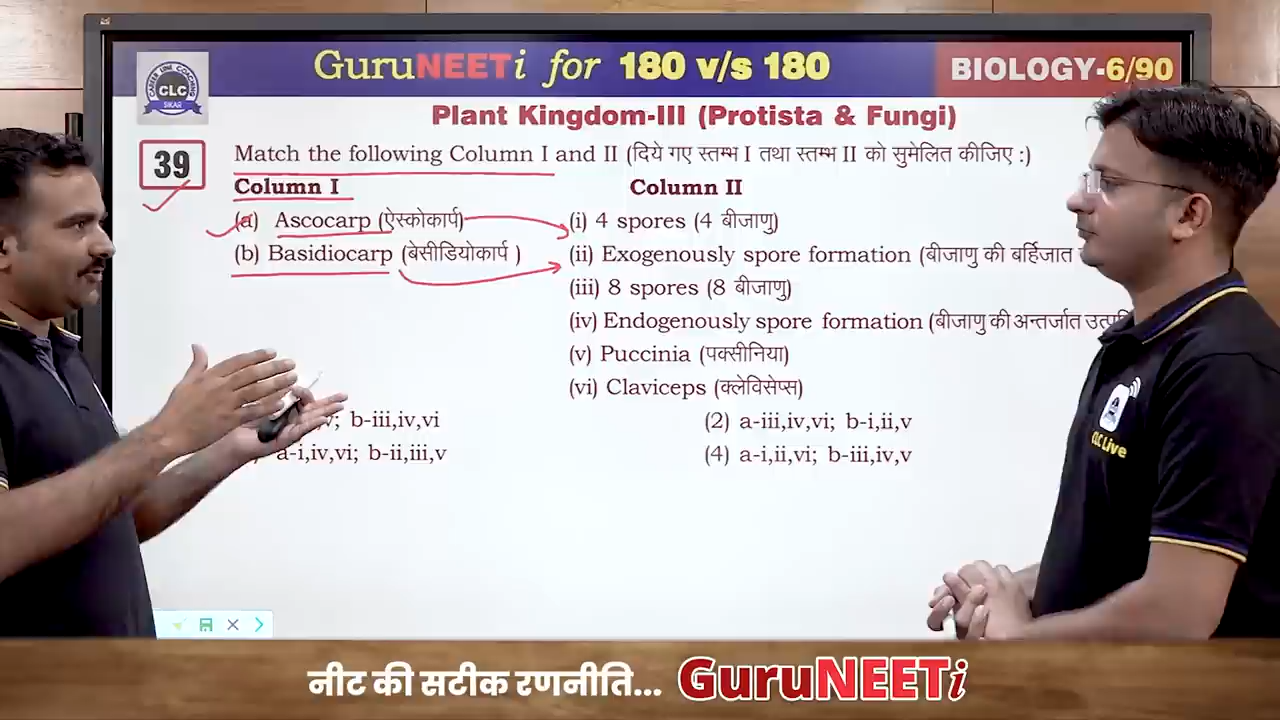 GuruNEETi for 180 v/s 180
BIOLOGY-6/90
CLC
SIKAR
Plant Kingdom-III (Protista & Fungi)
39
Match the following Column I and II (दिये गए स्तम्भ I तथा स्तम्भ II को सुमेलित कीजिए :)
Column I Column II
(a) Ascocarp (ऐस्कोकार्प) (i) 4 spores (4 बीजाणु)
(b) Basidiocarp (बेसीडियोकार्प ) (ii) Exogenously spore formation (बीजाणु की बर्हिजात
(iii) 8 spores (8 बीजाणु)
(iv) Endogenously spore formation (बीजाणु की अन्तर्जात
(v) Puccinia (पक्सीनिया)
(vi) Claviceps (क्लेविसेप्स)
b-iii,iv,vi (2) a-iii,iv,vi; b-i,ii,v
a-i,iv,vi; b-ii,iii,v (4) a-i,ii,vi; b-iii,iv,v
CLC Live
नीट की सटीक रणनीति... GuruNEETi